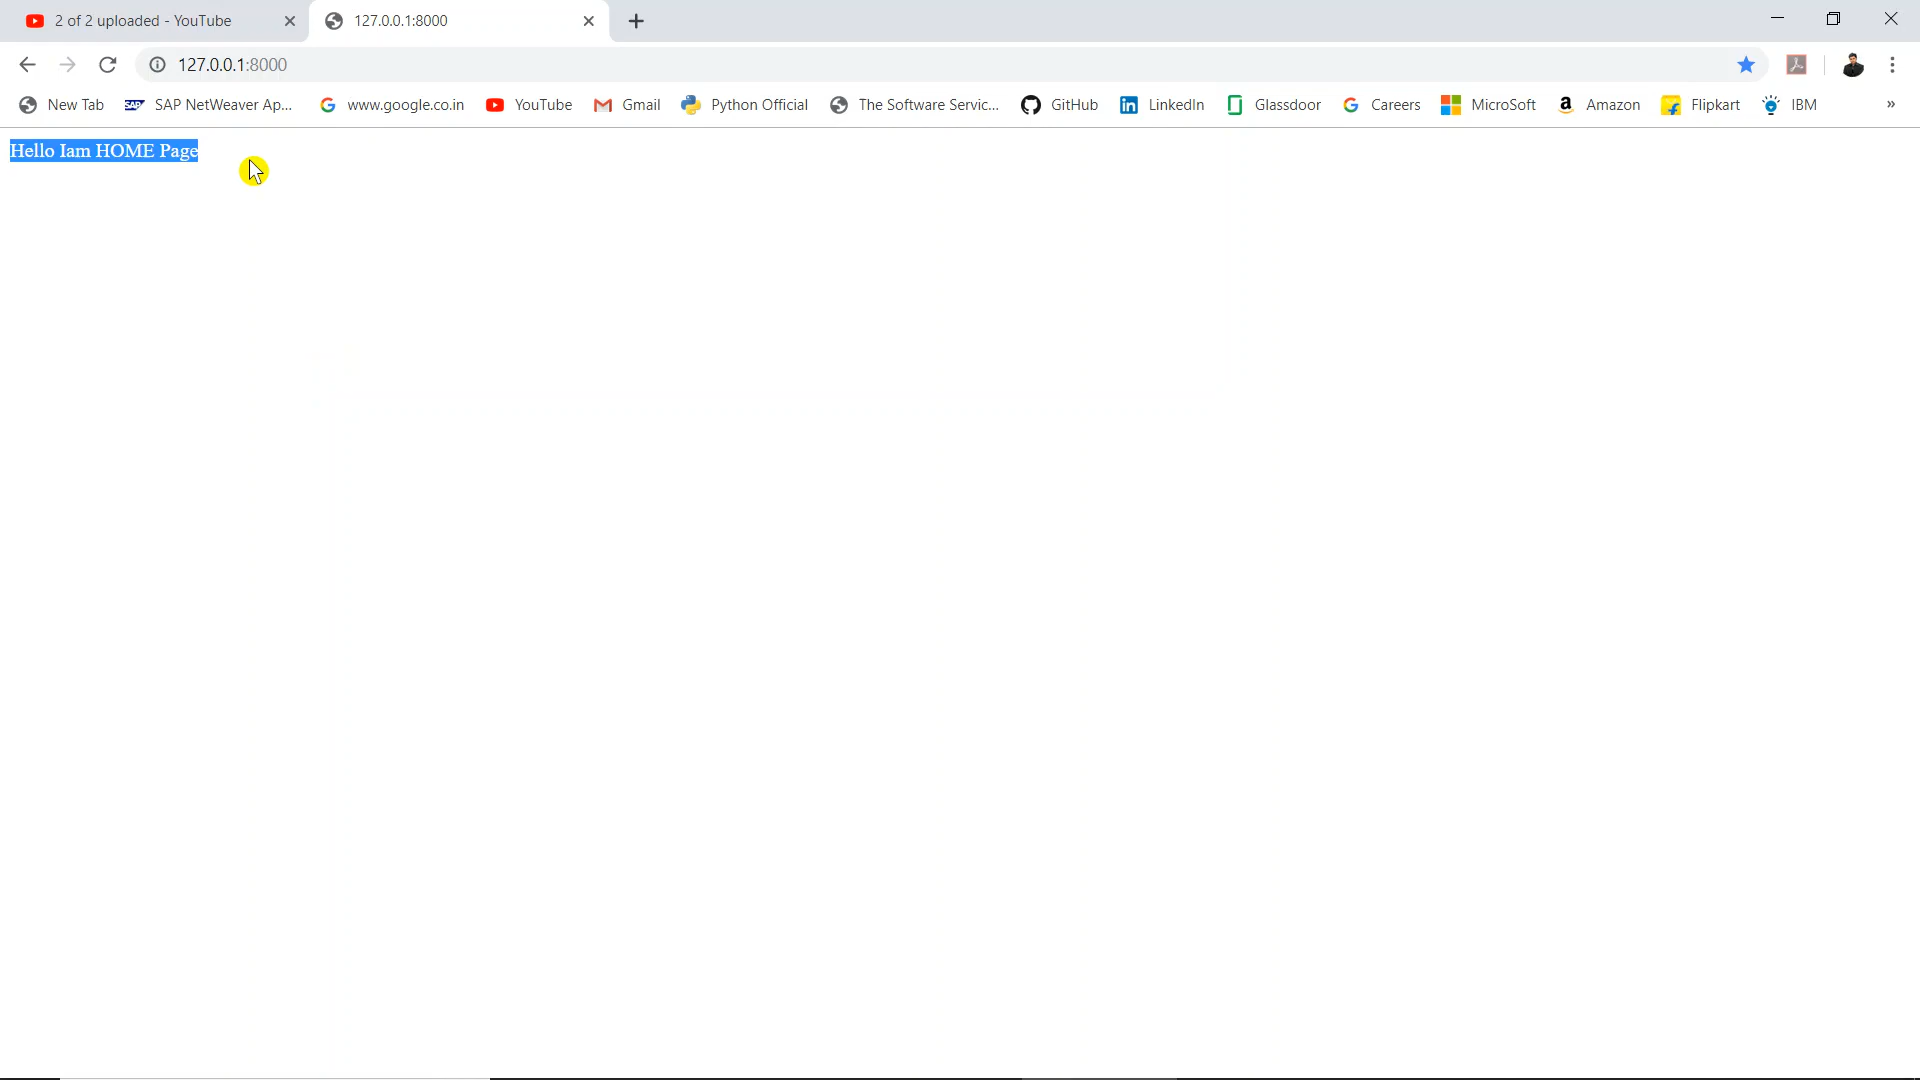 2 of 2 uploaded - YouTube
127.0.0.1:8000
127.0.0.1:8000
New Tab
SAP NetWeaver Ap...
www.google.co.in
YouTube
Gmail
Python Official
The Software Servic...
GitHub
LinkedIn
Glassdoor
Careers
MicroSoft
Amazon
Flipkart
IBM
Hello Iam HOME Page